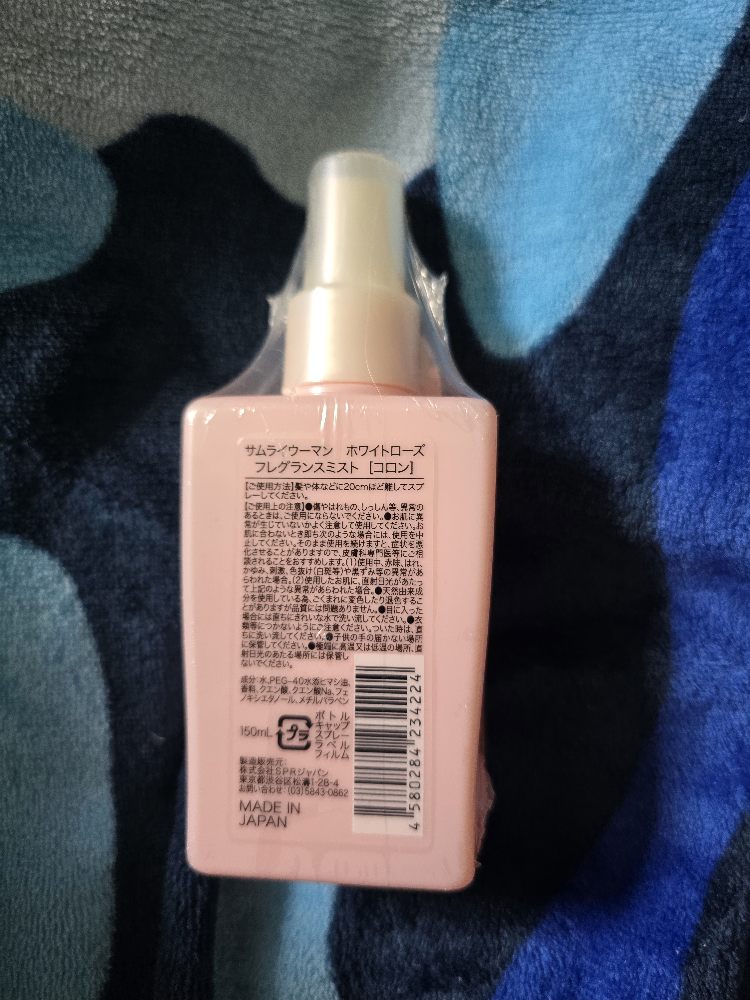 サムライウーマン ホワイトローズ
フレグランスミスト [コロン]
【ご使用方法】髪や体などに20cmほど離してスプ
レーしてください。
【ご使用上の注意】●傷やはれもの、しっしん等、異常の
あるときは、ご使用にならないでください。●お肌に異
常が生じていないかよく注意して使用してください。お
肌に合わないとき即ち次のような場合には、使用を中
止してください。そのまま使用を続けますと、症状を悪
化させることがありますので、皮膚科専門医等にご相
談されることをおすすめします。(1)使用中、赤味、はれ、
かゆみ、刺激、色抜け(白斑等)や黒ずみ等の異常があ
らわれた場合。(2)使用したお肌に、直射日光があたっ
て上記のような異常があらわれた場合。●天然由来成
分を使用している為、ごくまれに変色したり退色するこ
とがありますが品質には問題ありません。●目に入った
場合には直ちにきれいな水で洗い流してください。●衣
類等につかないようにご注意ください。ついた時は、直
ちに洗い流してください。●子供の手の届かない場所
に保管してください。●極端に高温又は低温の場所、直
射日光のあたる場所には保管し
ないでください。
成分:水、PEG-40水添ヒマシ油、
香料、クエン酸、クエン酸Na、フェ
ノキシエタノール、メチルパラベン
150mL
プラ
ボトル
キャップ
スプレー
ラベル
フィルム
製造販売元:
株式会社SPRジャパン
東京都渋谷区松濤1-28-4
お問い合わせ:(03)5843-0862
MADE IN
JAPAN
4 580284 234224